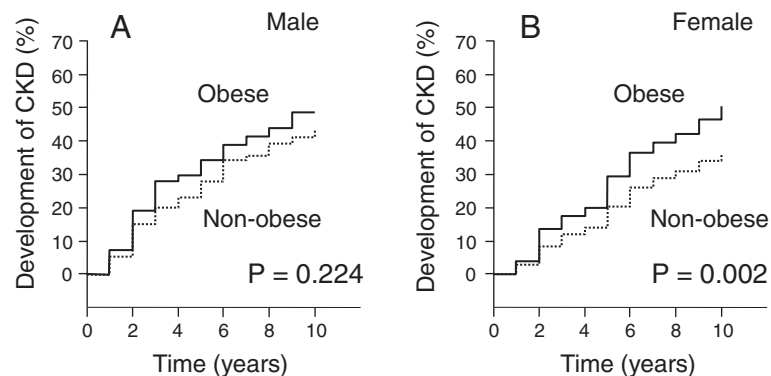 A Male
Development of CKD (%)
70
60
50
40
30
20
10
0
Obese
Non-obese
P = 0.224
0 2 4 6 8 10
Time (years)
B Female
Development of CKD (%)
70
60
50
40
30
20
10
0
Obese
Non-obese
P = 0.002
0 2 4 6 8 10
Time (years)